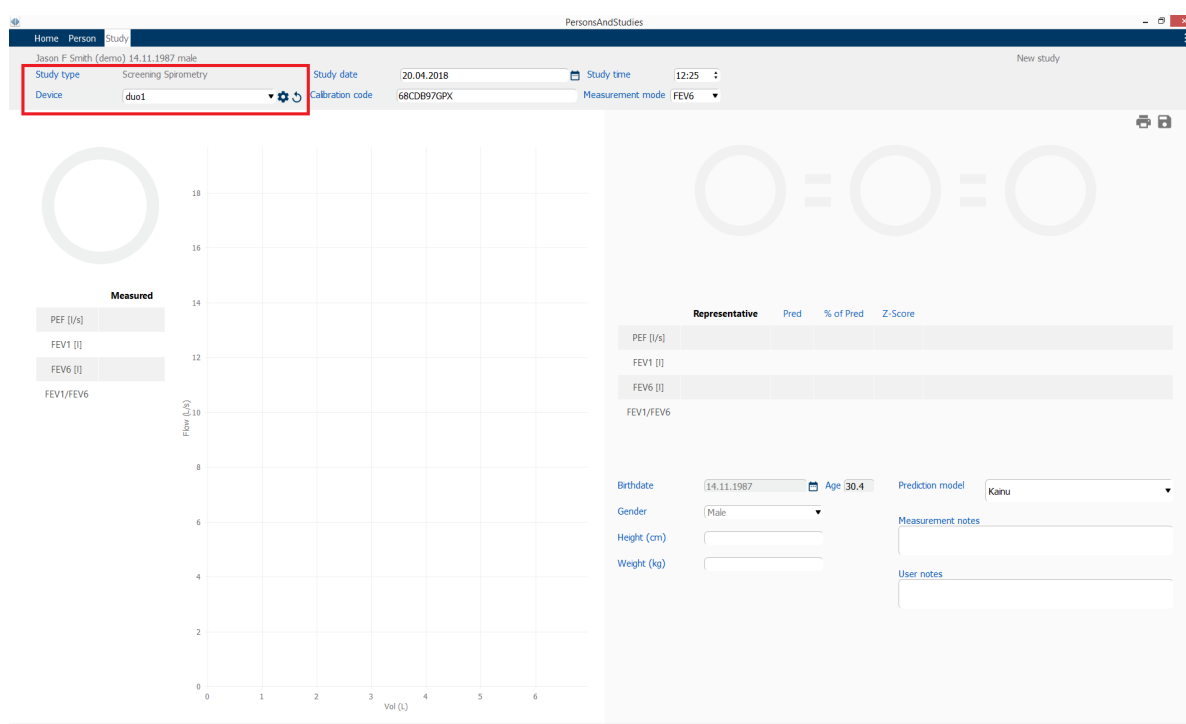 PersonsAndStudies
Home Person Study
Jason F Smith (demo) 14.11.1987 male New study
Study type Screening Spirometry Study date 20.04.2018 Study time 12:25
Device duo1 Calibration code 68CDB97GPX Measurement mode FEV6
Measured
PEF [l/s]
FEV1 [l]
FEV6 [l]
FEV1/FEV6
18
16
14
12
10
8
6
4
2
0
Flow (L/s)
0 1 2 3 4 5 6
Vol (L)
Representative Pred % of Pred Z-Score
PEF [l/s]
FEV1 [l]
FEV6 [l]
FEV1/FEV6
Birthdate 14.11.1987 Age 30.4
Gender Male
Height (cm)
Weight (kg)
Prediction model Kainu
Measurement notes
User notes